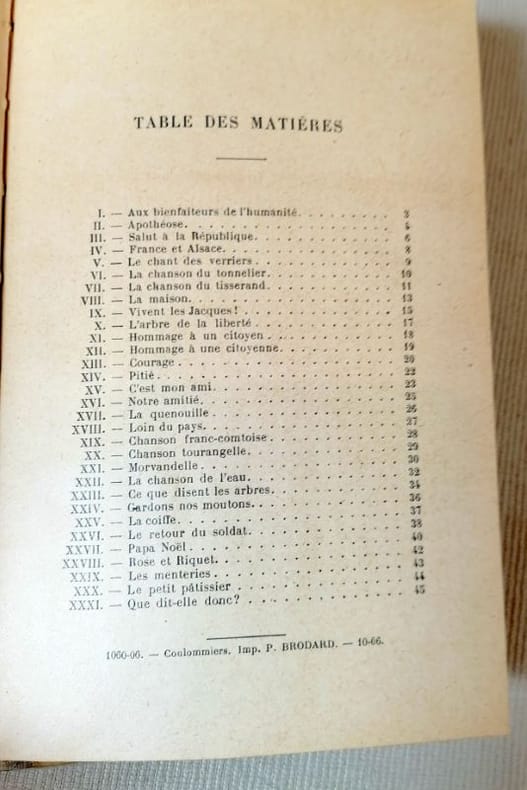 TABLE DES MATIÈRES
I. — Aux bienfaiteurs de l'humanité. . . . . . . . . 3
II. — Apothéose. . . . . . . . . . . . . . . . 5
III. — Salut à la République. . . . . . . . . . . 6
IV. — France et Alsace. . . . . . . . . . . . . 8
V. — Le chant des verriers . . . . . . . . . . . 9
VI. — La chanson du tonnelier. . . . . . . . . . 10
VII. — La chanson du tisserand. . . . . . . . . . 11
VIII. — La maison. . . . . . . . . . . . . . . 13
IX. — Vivent les Jacques! . . . . . . . . . . . . 15
X. — L'arbre de la liberté . . . . . . . . . . . 17
XI. — Hommage à un citoyen . . . . . . . . . . 18
XII. — Hommage à une citoyenne. . . . . . . . . 19
XIII. — Courage. . . . . . . . . . . . . . . . 20
XIV. — Pitié . . . . . . . . . . . . . . . . . 22
XV. — C'est mon ami. . . . . . . . . . . . . . 23
XVI. — Notre amitié. . . . . . . . . . . . . . 25
XVII. — La quenouille . . . . . . . . . . . . . 26
XVIII. — Loin du pays. . . . . . . . . . . . . . 27
XIX. — Chanson franc-comtoise . . . . . . . . . . 28
XX. — Chanson tourangelle. . . . . . . . . . . . 29
XXI. — Morvandelle. . . . . . . . . . . . . . . 30
XXII. — La chanson de l'eau. . . . . . . . . . . 32
XXIII. — Ce que disent les arbres. . . . . . . . . . 34
XXIV. — Gardons nos moutons. . . . . . . . . . . 36
XXV. — La coiffe. . . . . . . . . . . . . . . . 37
XXVI. — Le retour du soldat. . . . . . . . . . . 38
XXVII. — Papa Noël . . . . . . . . . . . . . . 40
XXVIII. — Rose et Riquet. . . . . . . . . . . . . 42
XXIX. — Les menteries . . . . . . . . . . . . . 43
XXX. — Le petit pâtissier . . . . . . . . . . . . 44
XXXI. — Que dit-elle donc? . . . . . . . . . . . 45
Coulommiers. Imp. P. BRODARD. —